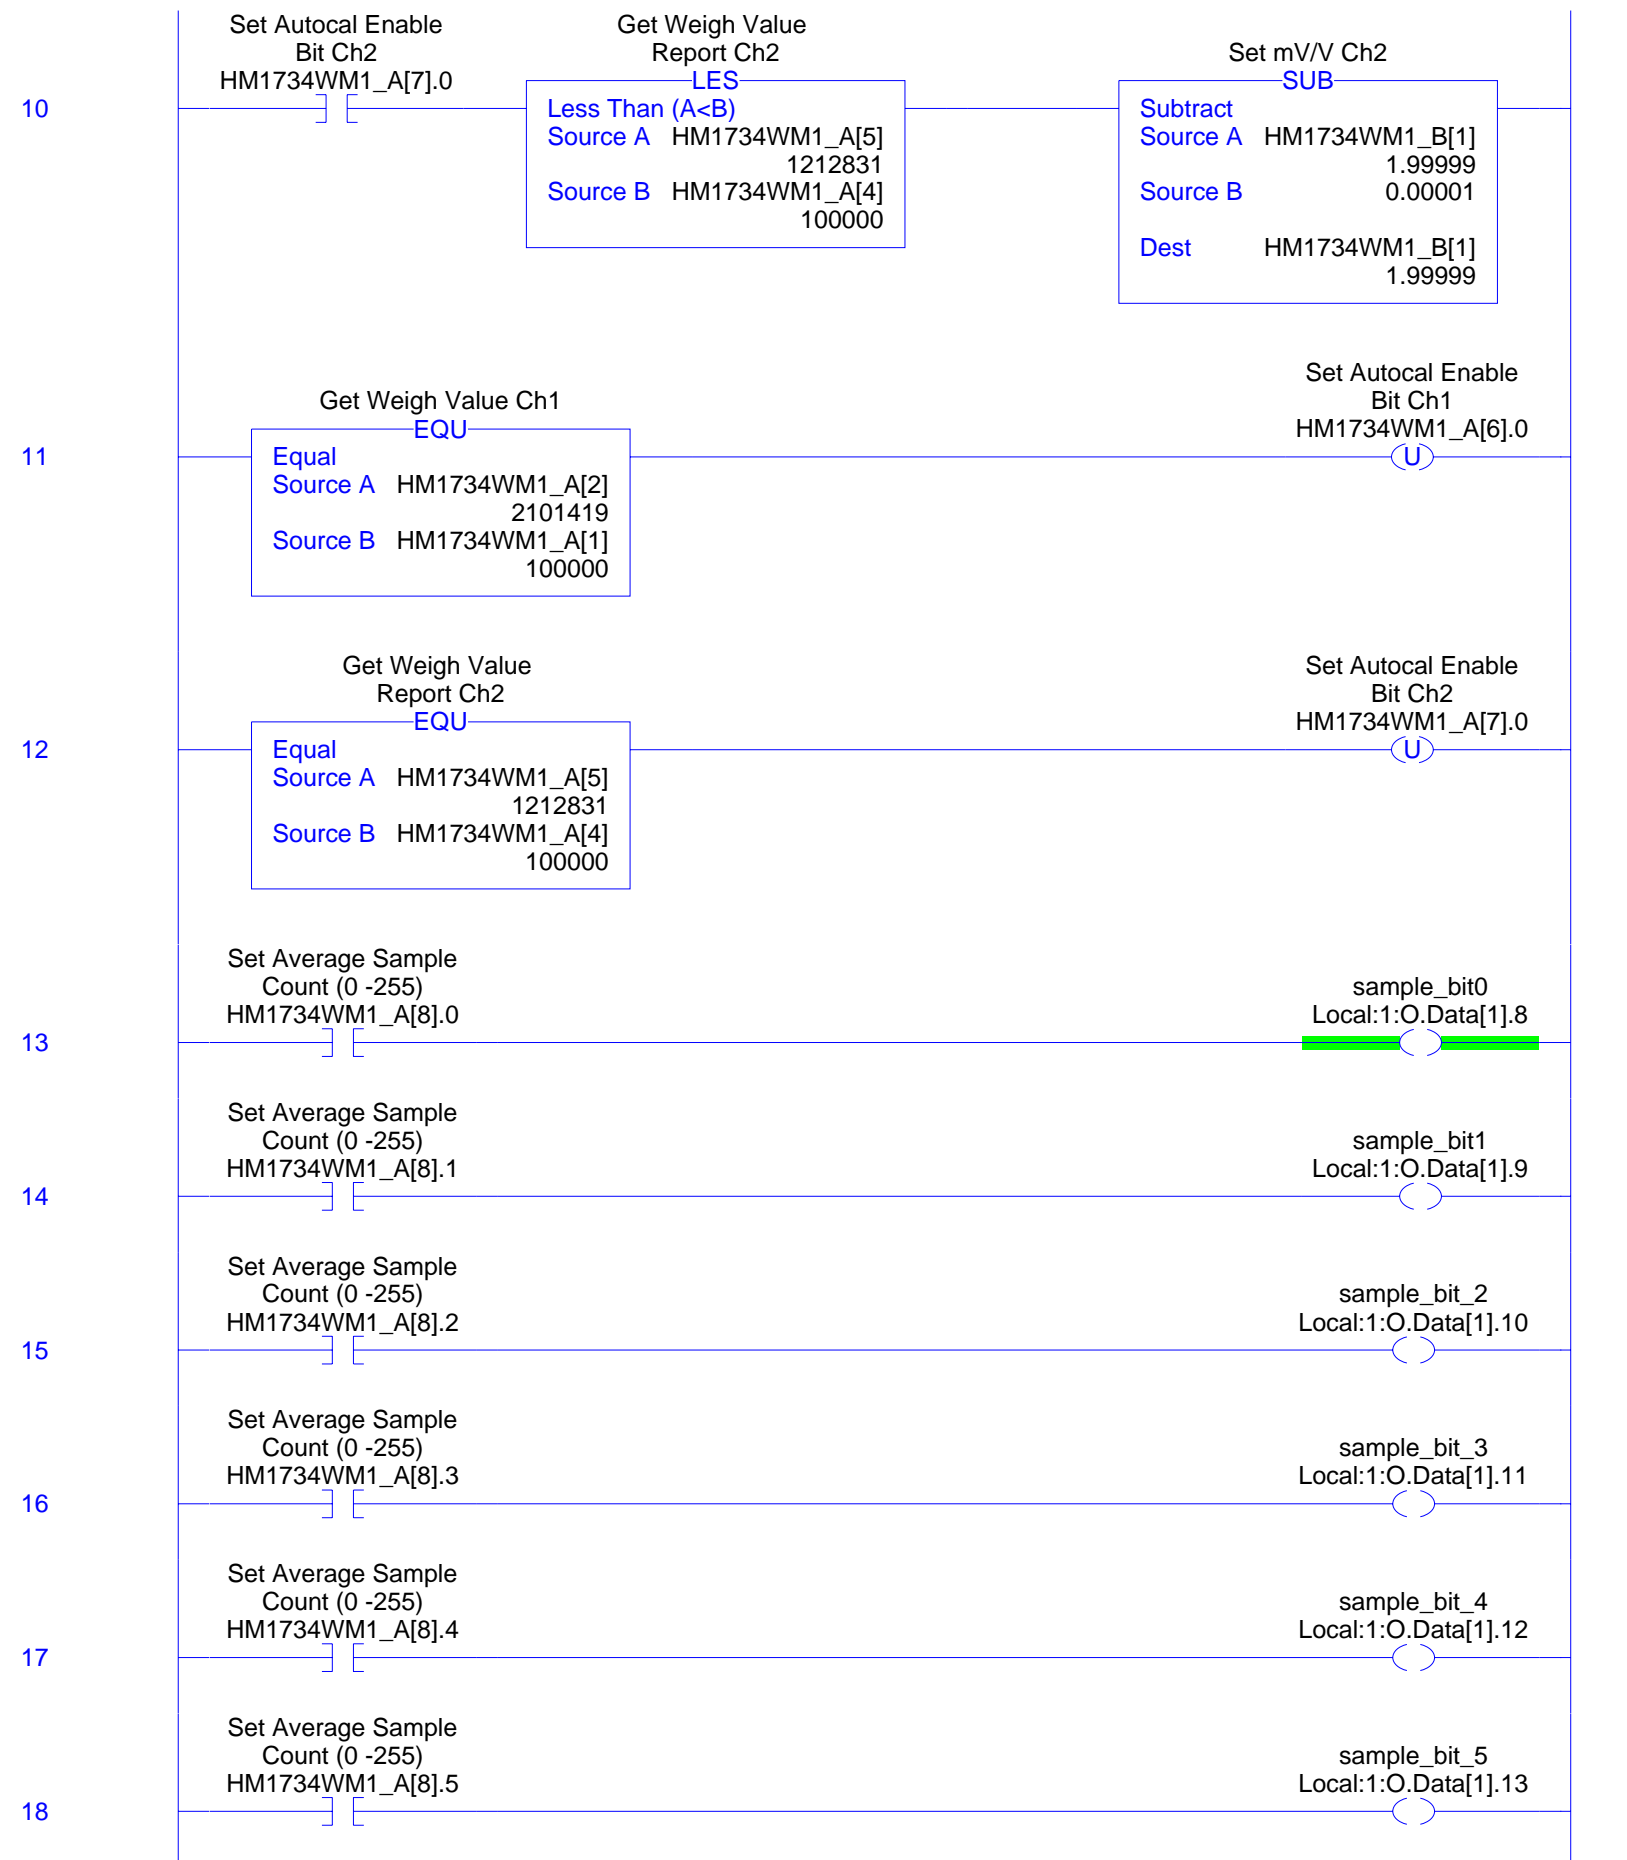 Set Autocal Enable
Bit Ch2
HM1734WM1_A[7].0
Get Weigh Value
Report Ch2
LES
Less Than (A<B)
Source A HM1734WM1_A[5]
1212831
Source B HM1734WM1_A[4]
100000
Set mV/V Ch2
SUB
Subtract
Source A HM1734WM1_B[1]
1.99999
Source B 0.00001
Dest HM1734WM1_B[1]
1.99999
10
Get Weigh Value Ch1
EQU
Equal
Source A HM1734WM1_A[2]
2101419
Source B HM1734WM1_A[1]
100000
Set Autocal Enable
Bit Ch1
HM1734WM1_A[6].0
U
11
Get Weigh Value
Report Ch2
EQU
Equal
Source A HM1734WM1_A[5]
1212831
Source B HM1734WM1_A[4]
100000
Set Autocal Enable
Bit Ch2
HM1734WM1_A[7].0
U
12
Set Average Sample
Count (0 -255)
HM1734WM1_A[8].0
sample_bit0
Local:1:O.Data[1].8
13
Set Average Sample
Count (0 -255)
HM1734WM1_A[8].1
sample_bit1
Local:1:O.Data[1].9
14
Set Average Sample
Count (0 -255)
HM1734WM1_A[8].2
sample_bit_2
Local:1:O.Data[1].10
15
Set Average Sample
Count (0 -255)
HM1734WM1_A[8].3
sample_bit_3
Local:1:O.Data[1].11
16
Set Average Sample
Count (0 -255)
HM1734WM1_A[8].4
sample_bit_4
Local:1:O.Data[1].12
17
Set Average Sample
Count (0 -255)
HM1734WM1_A[8].5
sample_bit_5
Local:1:O.Data[1].13
18